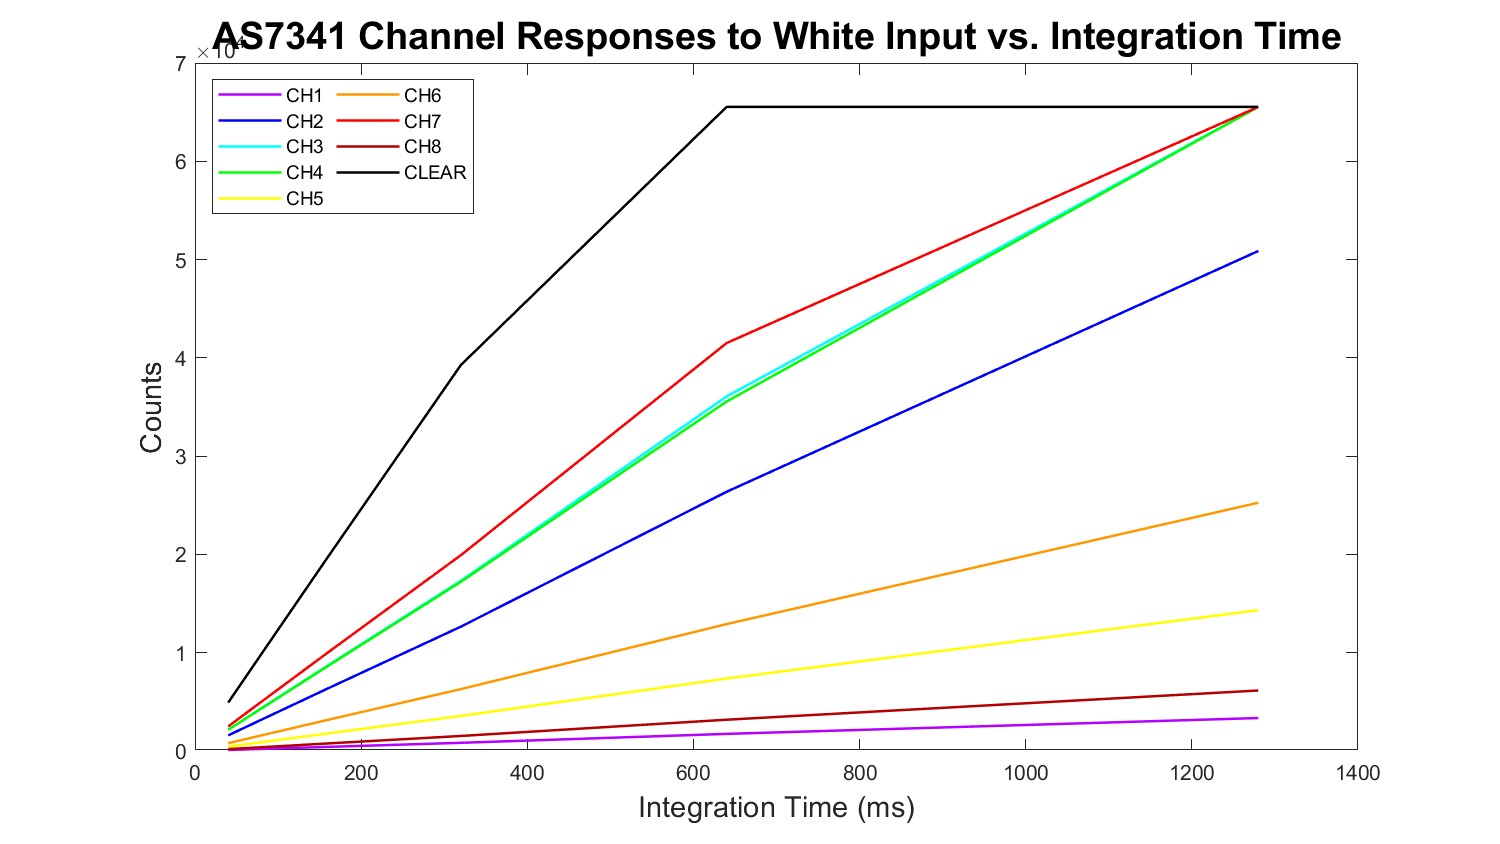 AS7341 Channel Responses to White Input vs. Integration Time
×10⁴
CH1 CH6
CH2 CH7
CH3 CH8
CH4 CLEAR
CH5
7
6
5
4
3
2
1
0
Counts
0 200 400 600 800 1000 1200 1400
Integration Time (ms)